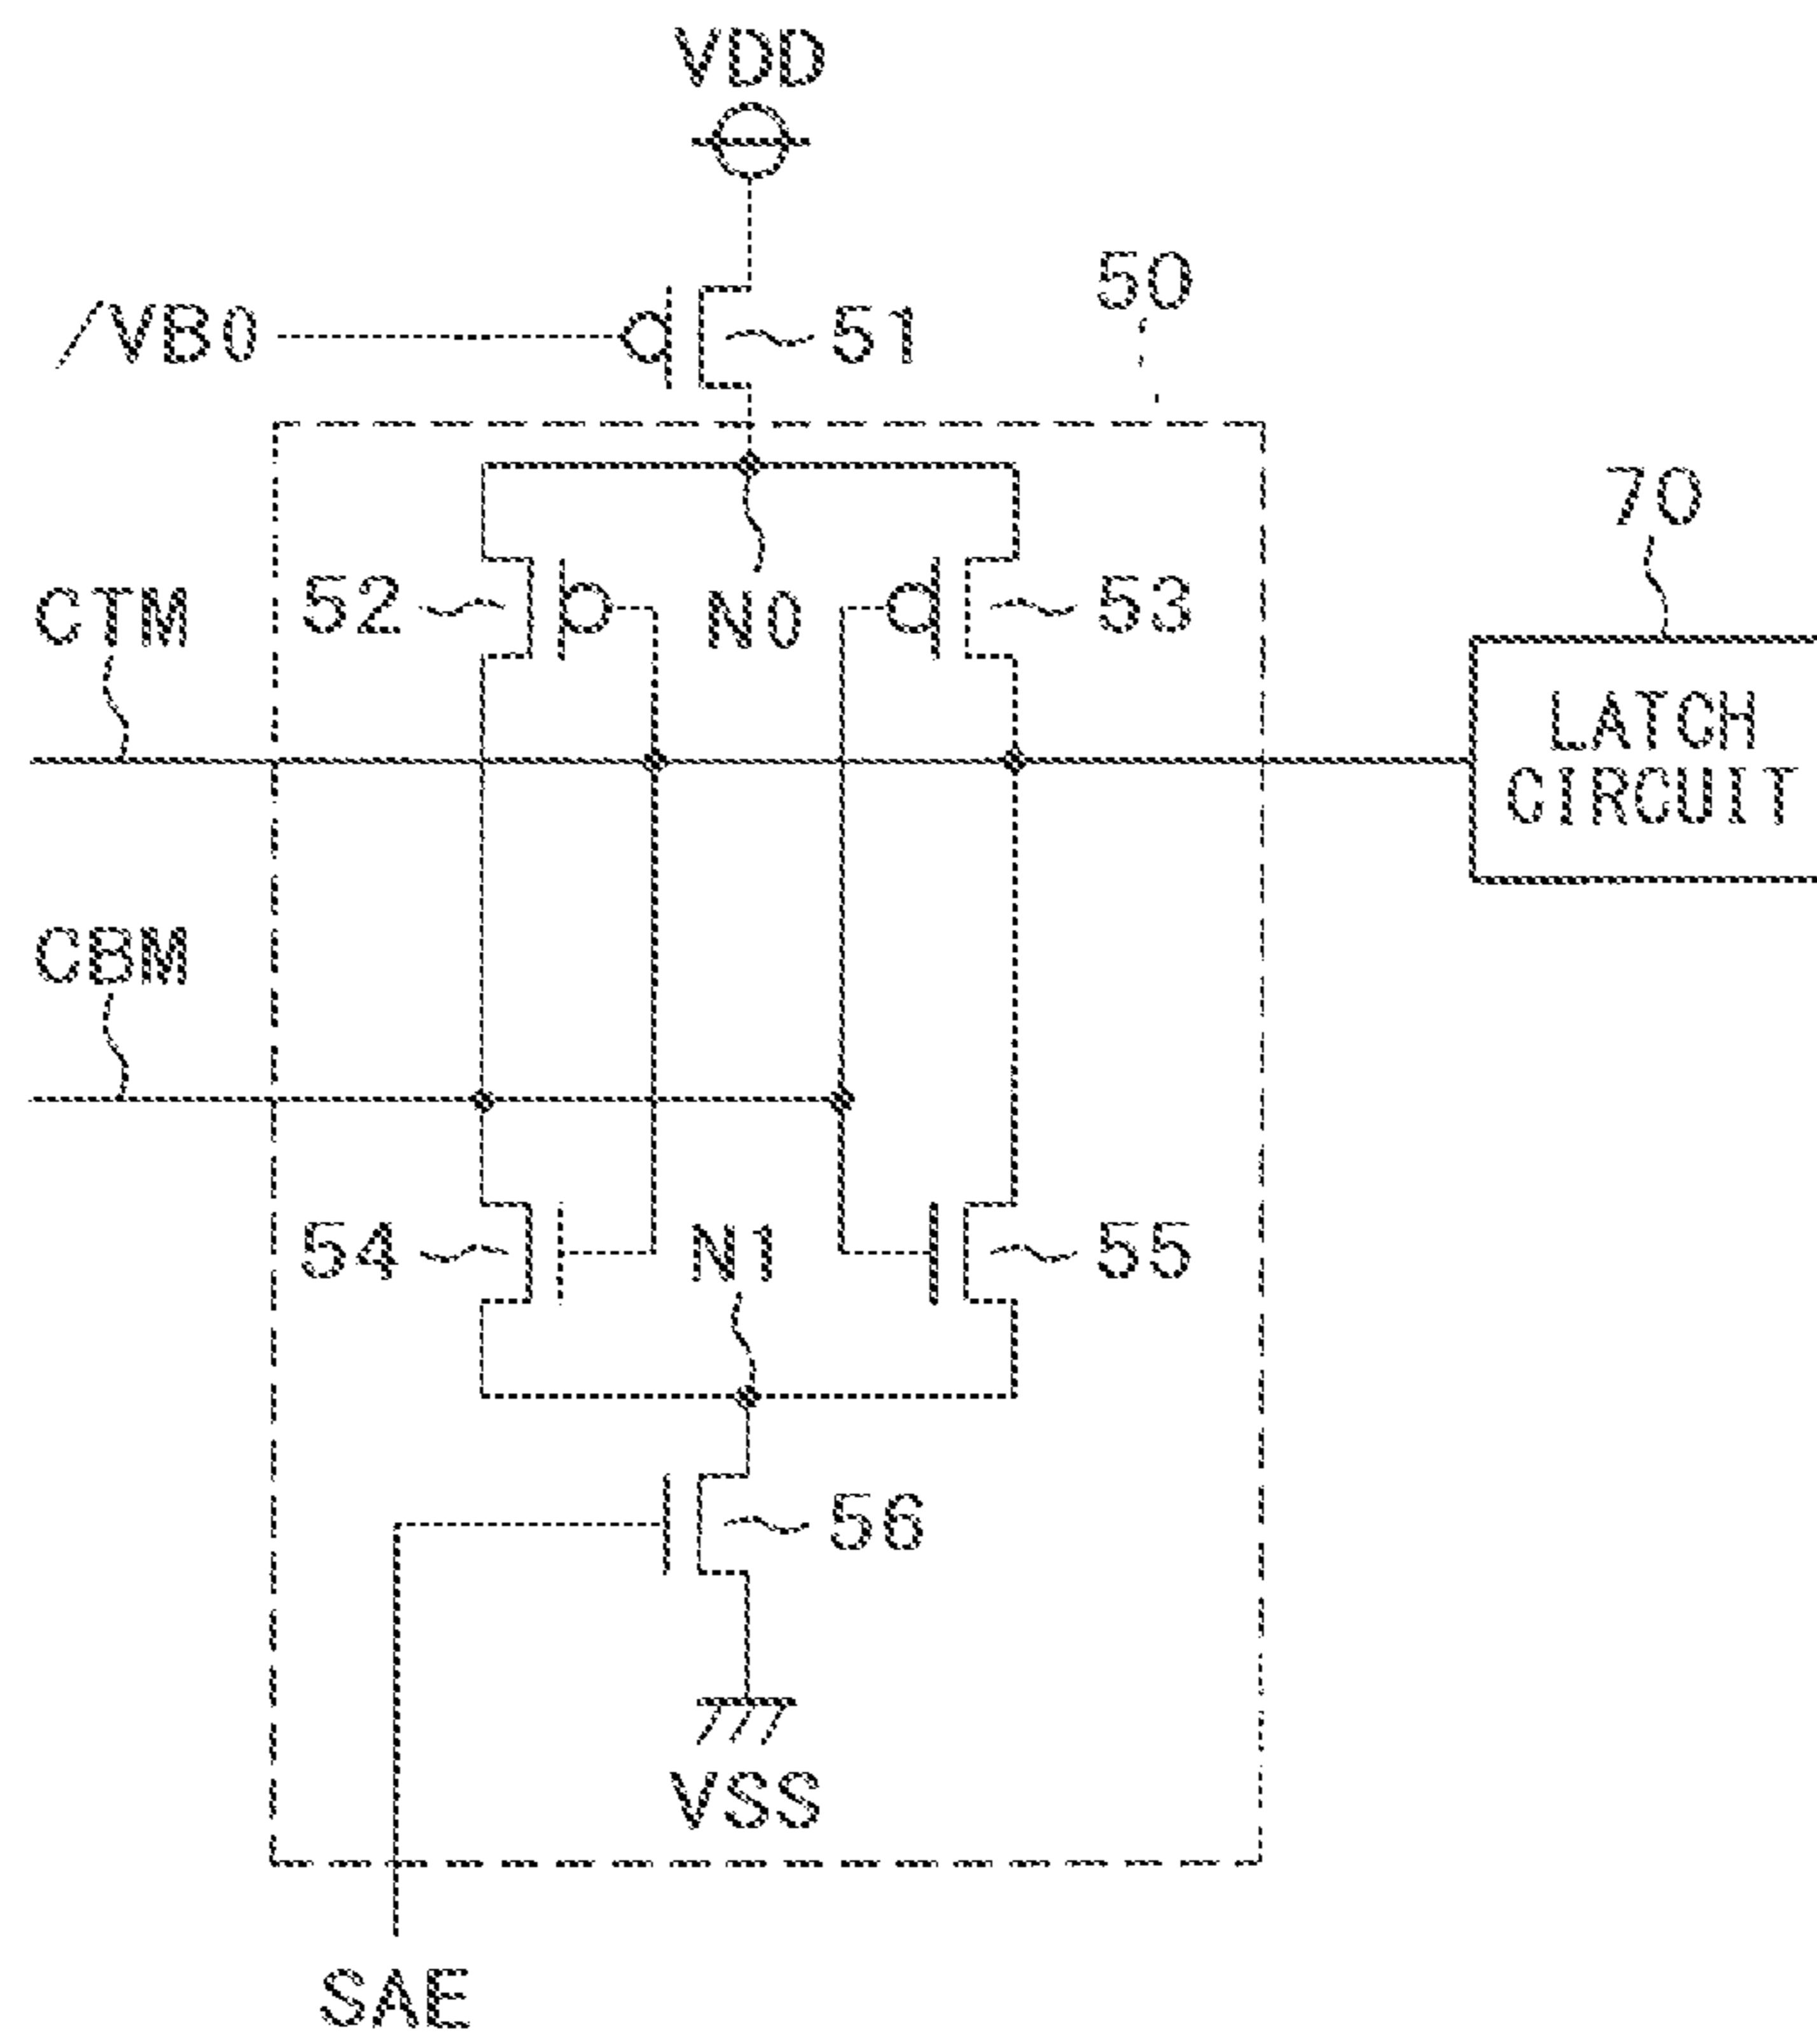 VDD
50
/VB0
51
70
CTM
52
N0
53
LATCH
CIRCUIT
CBM
54
N1
55
56
VSS
SAE